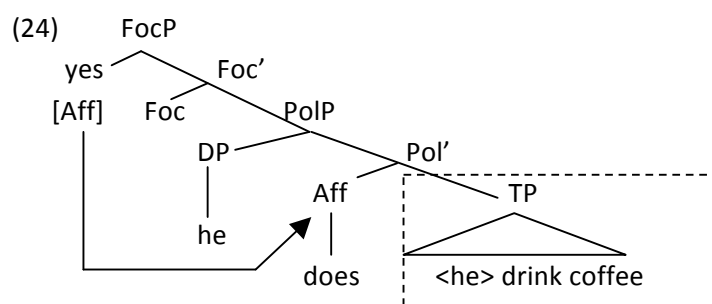 (24) FocP
yes Foc’
[Aff] Foc PolP
DP Pol’
Aff TP
he
does <he> drink coffee